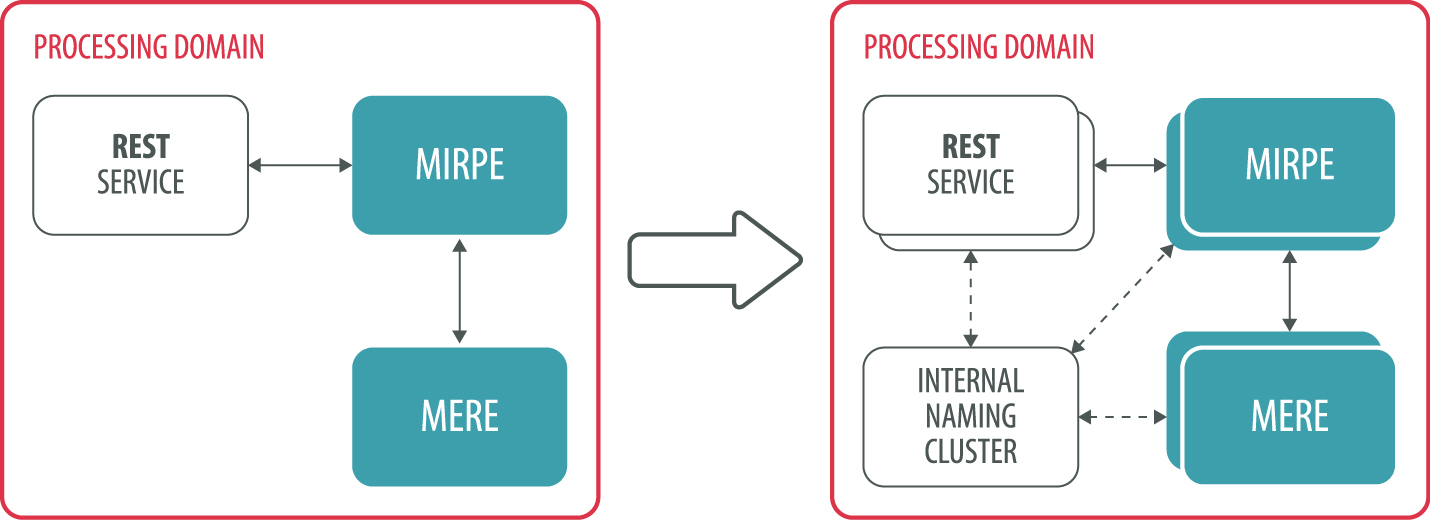 PROCESSING DOMAIN
REST
SERVICE
MIRPE
MERE
PROCESSING DOMAIN
REST
SERVICE
MIRPE
INTERNAL
NAMING
CLUSTER
MERE